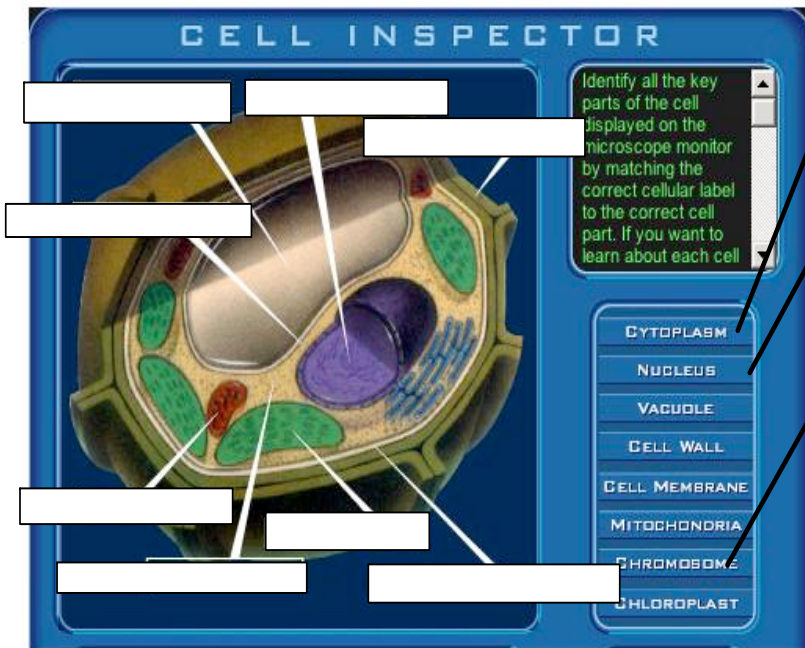 CELL INSPECTOR
Identify all the key
parts of the cell
displayed on the
microscope monitor
by matching the
correct cellular label
to the correct cell
part. If you want to
learn about each cell
CYTOPLASM
NUCLEUS
VACUOLE
CELL WALL
CELL MEMBRANE
MITOCHONDRIA
CHROMOSOME
CHLOROPLAST